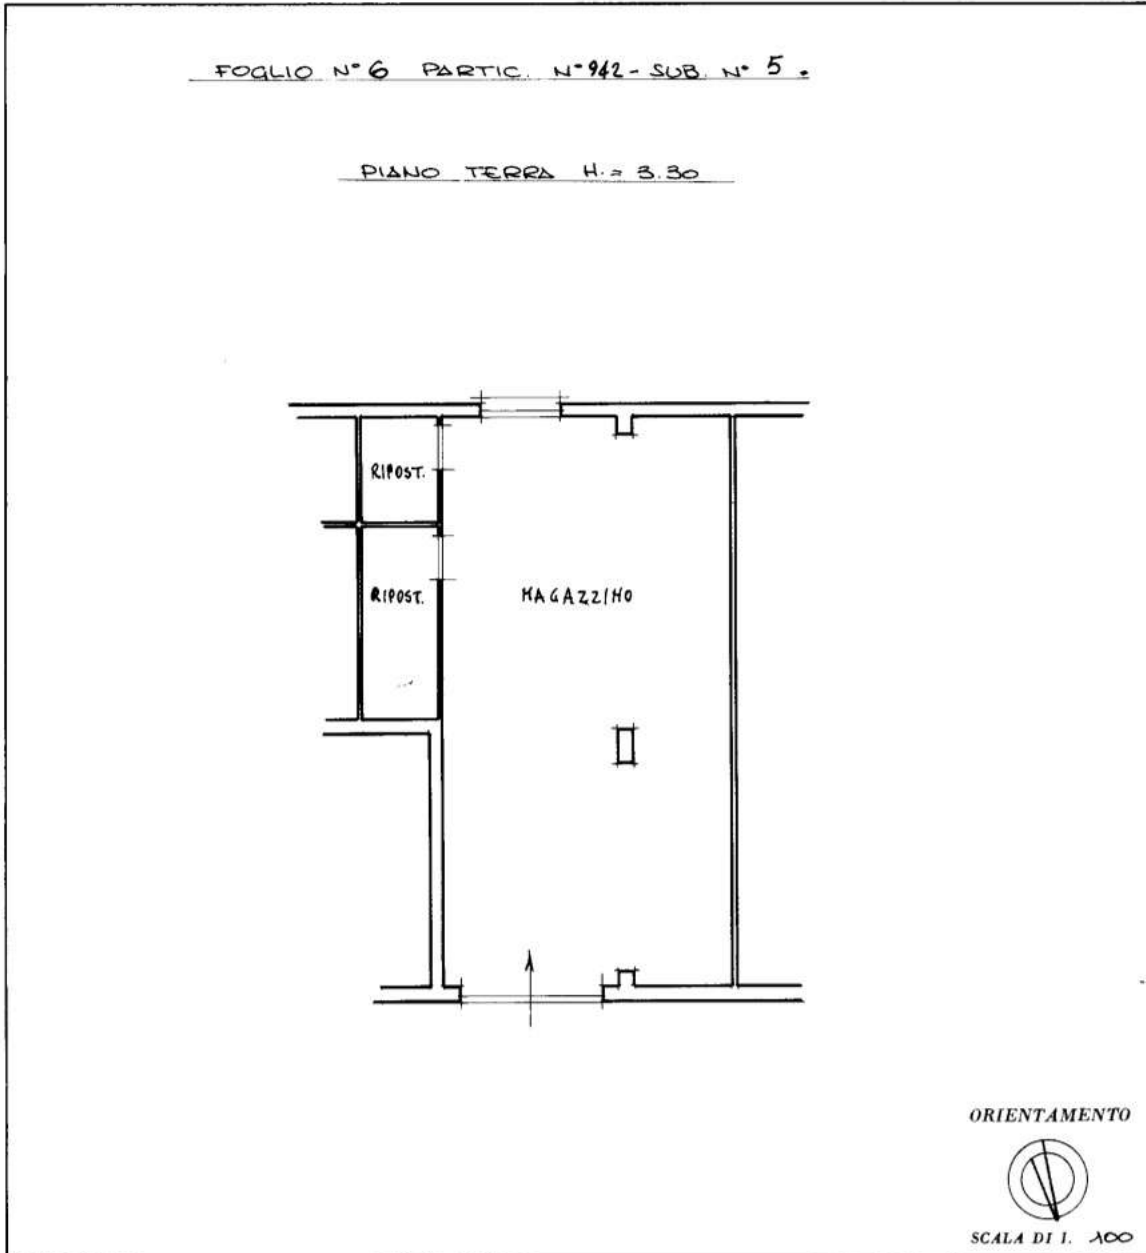 FOGLIO N° 6 PARTIC. N° 942 - SUB. N° 5.
PIANO TERRA H. = 3.30
RIPOST.
RIPOST.
MAGAZZINO
ORIENTAMENTO
SCALA DI 1. 100